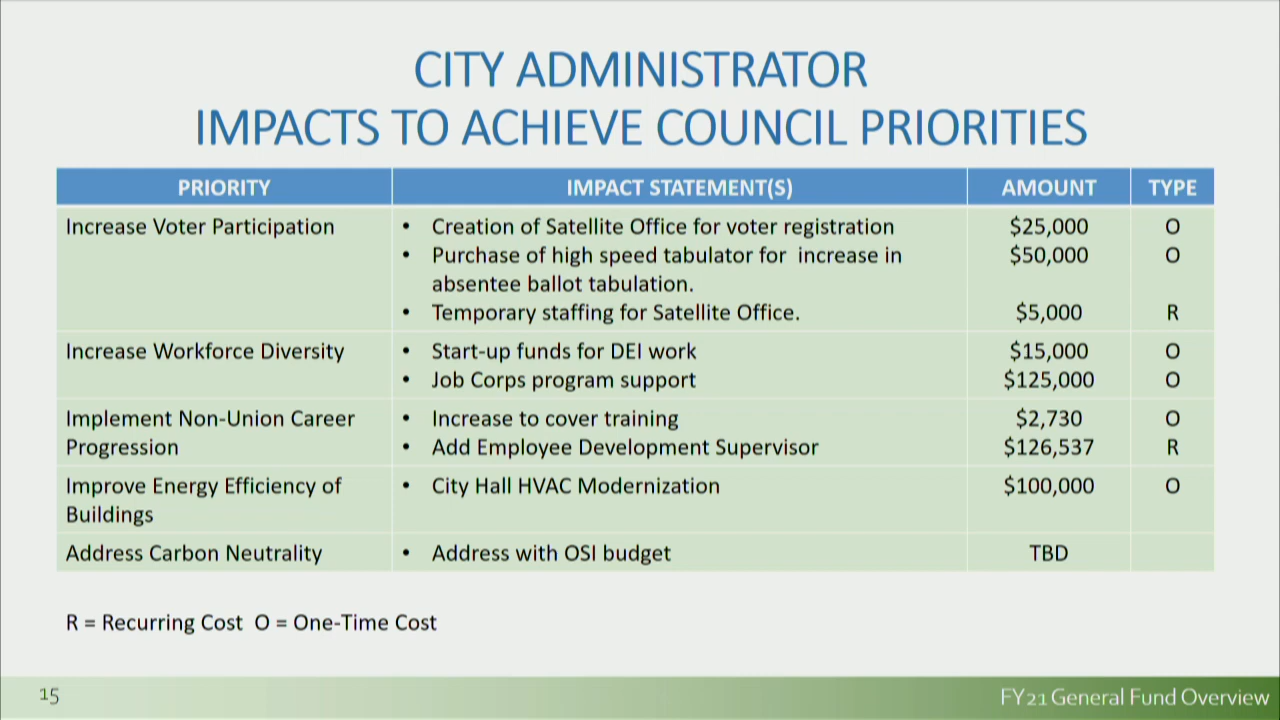 CITY ADMINISTRATOR
IMPACTS TO ACHIEVE COUNCIL PRIORITIES
PRIORITY IMPACT STATEMENT(S) AMOUNT TYPE
Increase Voter Participation • Creation of Satellite Office for voter registration $25,000 O
• Purchase of high speed tabulator for increase in $50,000 O
absentee ballot tabulation.
• Temporary staffing for Satellite Office. $5,000 R
Increase Workforce Diversity • Start-up funds for DEI work $15,000 O
• Job Corps program support $125,000 O
Implement Non-Union Career • Increase to cover training $2,730 O
Progression • Add Employee Development Supervisor $126,537 R
Improve Energy Efficiency of • City Hall HVAC Modernization $100,000 O
Buildings
Address Carbon Neutrality • Address with OSI budget TBD
R = Recurring Cost O = One-Time Cost
15 FY21 General Fund Overview